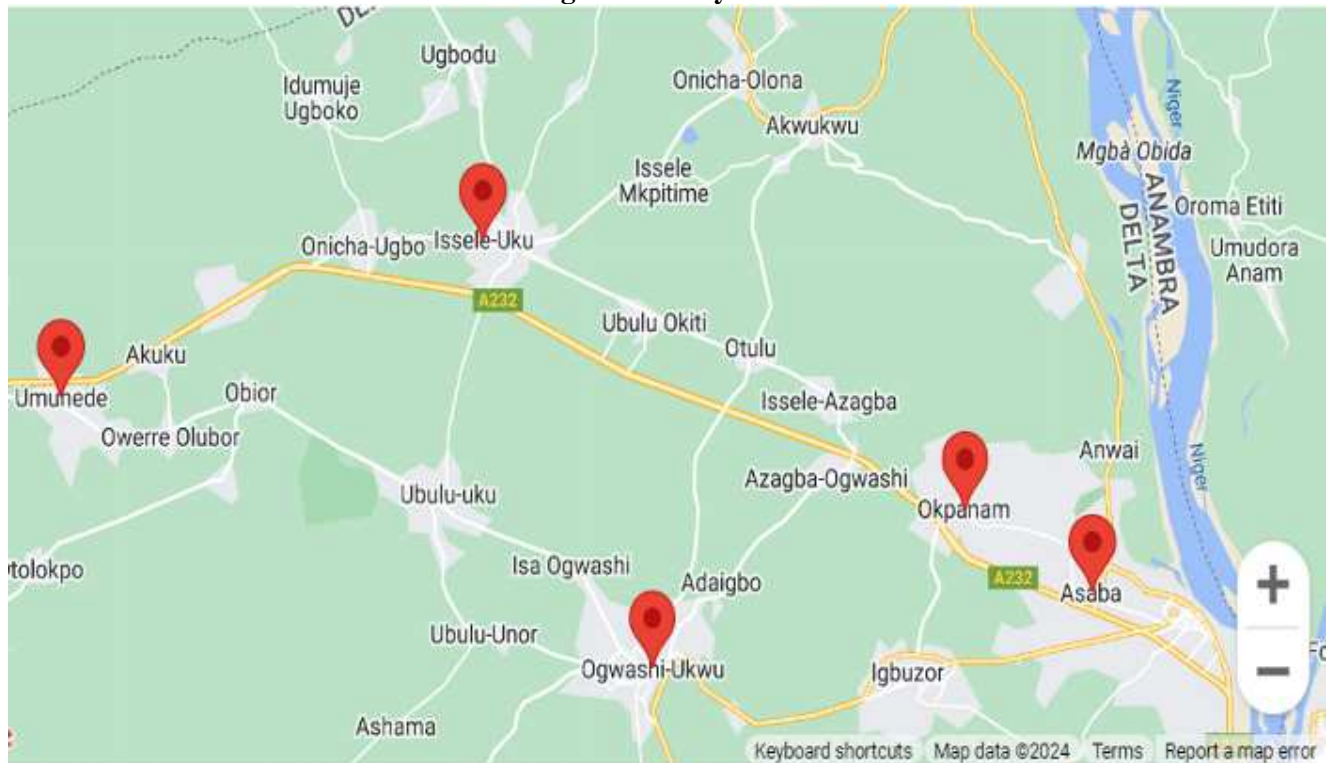 Ugbodu
Idumuje
Ugboko
Onicha-Olona
Akwukwu
Niger
Mgbà Obida
Issele
Mkpitime
ANAMBRA
DELTA
Oroma Etiti
Umudora
Anam
Onicha-Ugbo
Issele-Uku
A232
Ubulu Okiti
Otulu
Akuku
Umunede
Obior
Owerre Olubor
Issele-Azagba
Anwai
Niger
Azagba-Ogwashi
Ubulu-uku
Okpanam
Isa Ogwashi
Adaigbo
A232
Asaba
Ubulu-Unor
Ogwashi-Ukwu
Igbuzor
Ashama
Keyboard shortcuts Map data ©2024 Terms Report a map error